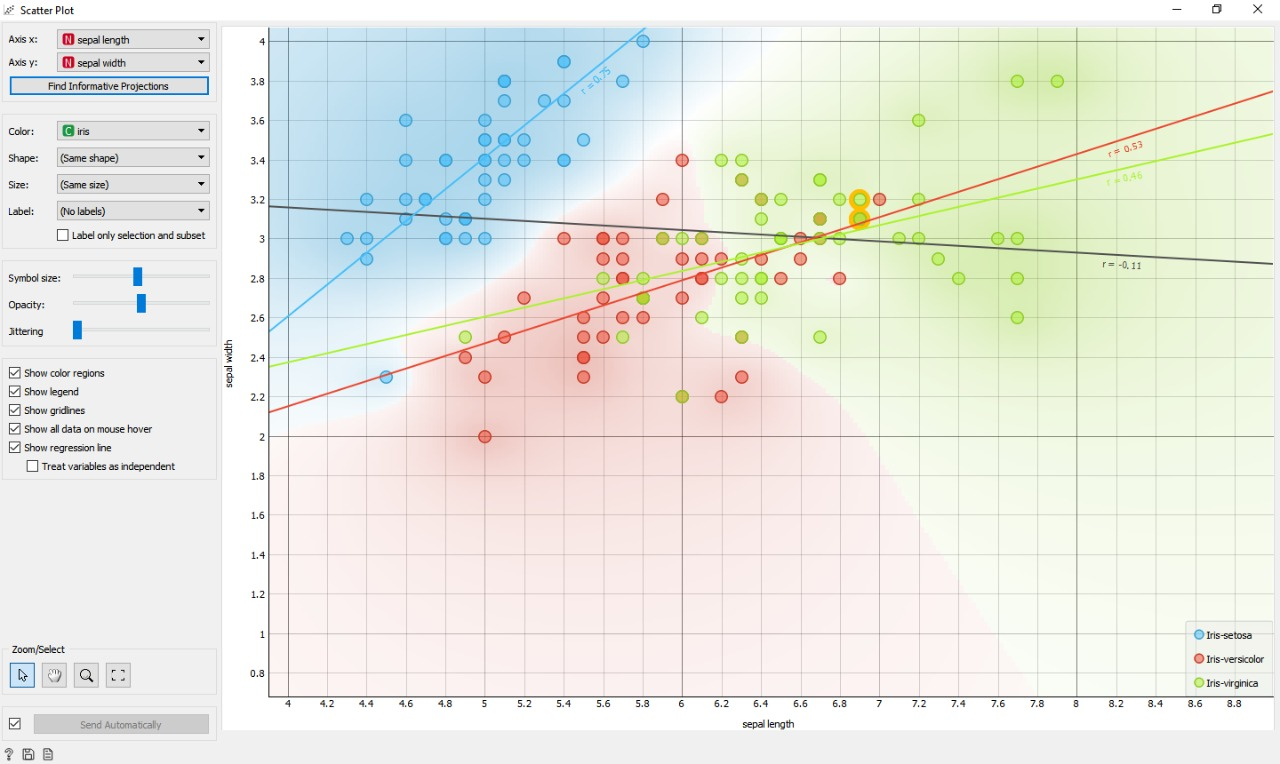 Scatter Plot
Axis x: N sepal length
Axis y: N sepal width
Find Informative Projections
Color: C iris
Shape: (Same shape)
Size: (Same size)
Label: (No labels)
Label only selection and subset
Symbol size:
Opacity:
Jittering
Show color regions
Show legend
Show gridlines
Show all data on mouse hover
Show regression line
Treat variables as independent
Zoom/Select
Send Automatically
?
sepal width
4
3.8
3.6
3.4
3.2
3
2.8
2.6
2.4
2.2
2
1.8
1.6
1.4
1.2
1
0.8
r = 0.75
r = 0.53
r = 0.46
r = -0.11
Iris-setosa
Iris-versicolor
Iris-virginica
4 4.2 4.4 4.6 4.8 5 5.2 5.4 5.6 5.8 6 6.2 6.4 6.6 6.8 7 7.2 7.4 7.6 7.8 8 8.2 8.4 8.6 8.8
sepal length